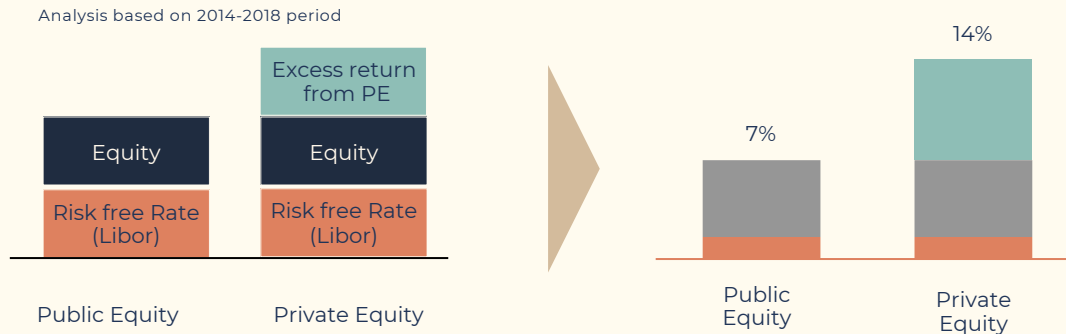 Analysis based on 2014-2018 period
Excess return
from PE
Equity
Equity
Risk free Rate
(Libor)
Risk free Rate
(Libor)
Public Equity
Private Equity
7%
14%
Public
Equity
Private
Equity